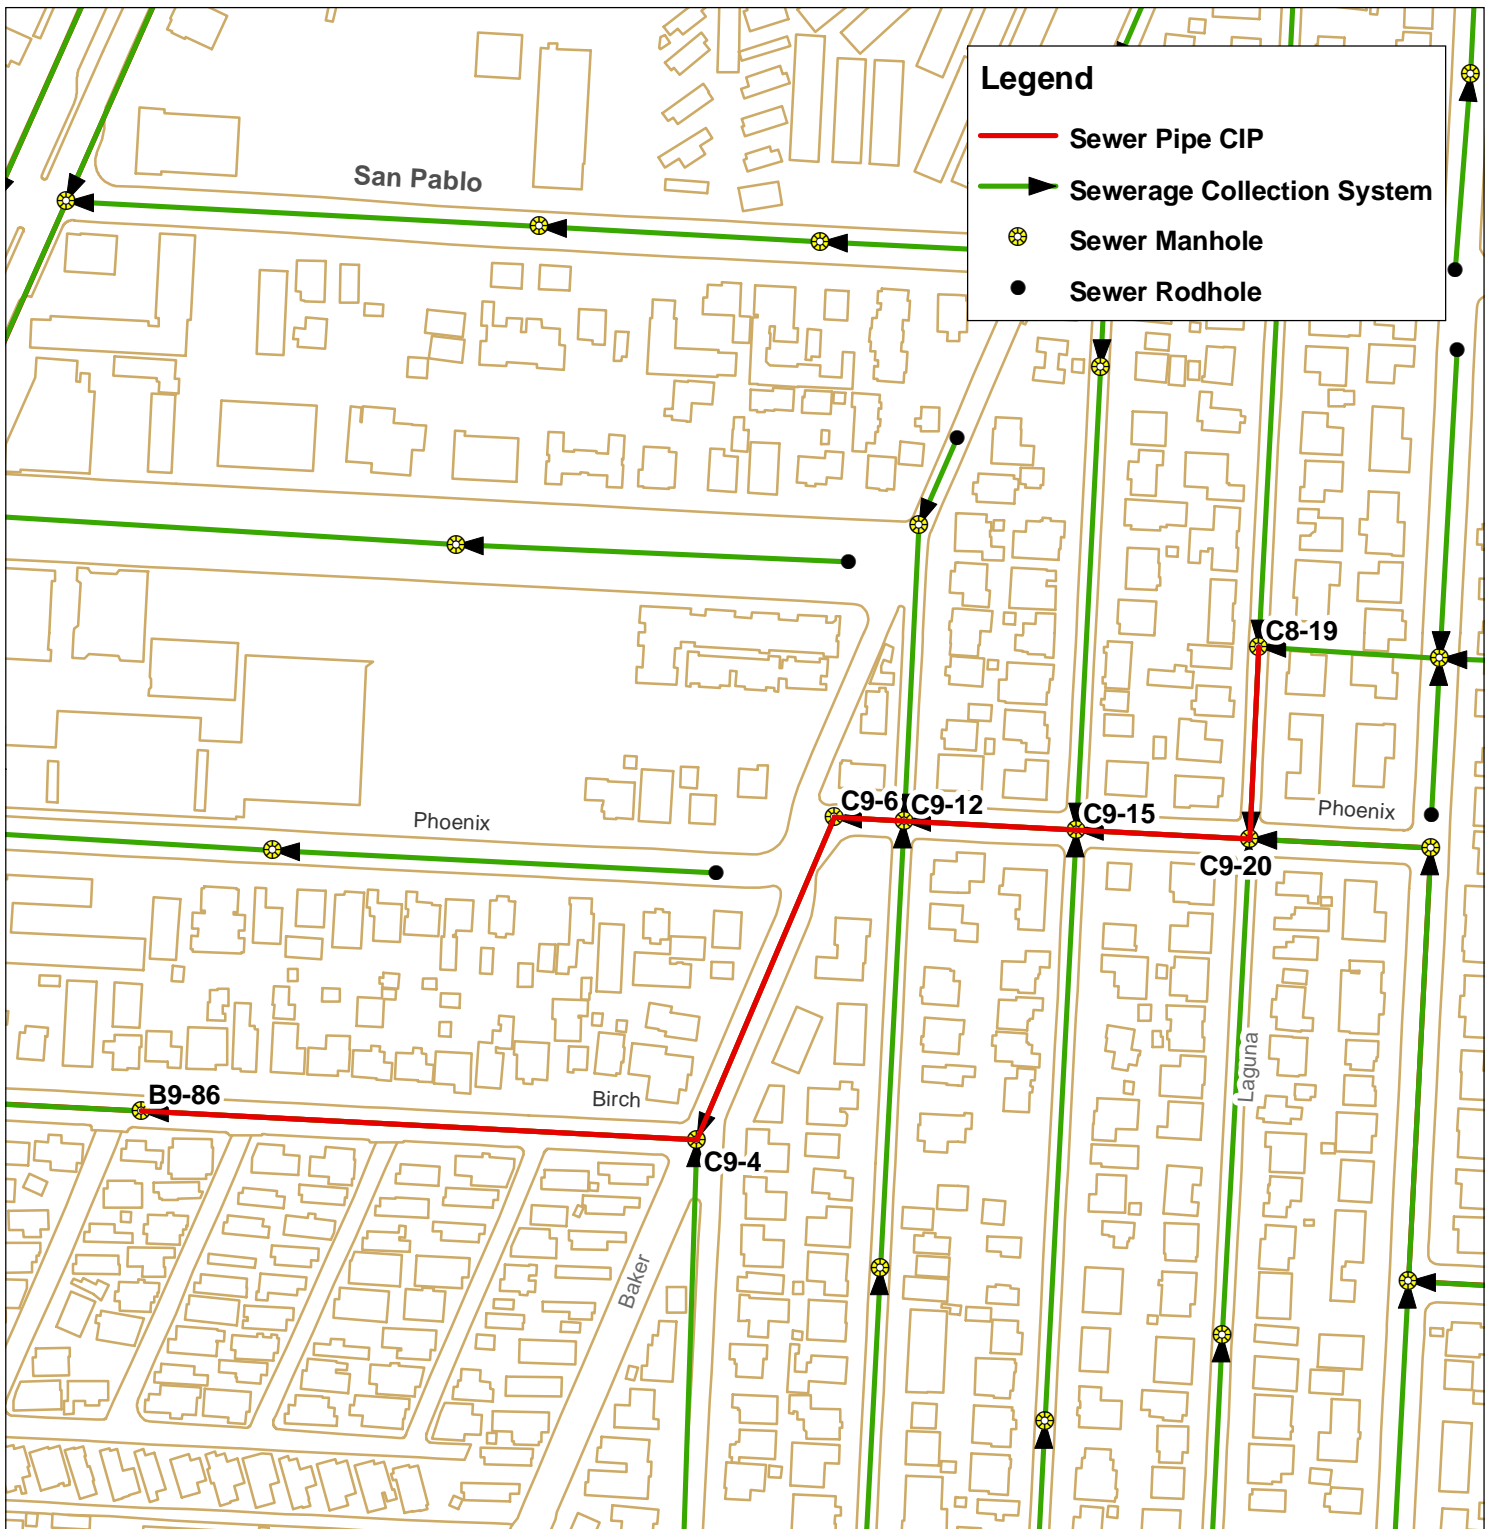 Legend
Sewer Pipe CIP
Sewerage Collection System
Sewer Manhole
Sewer Rodhole
San Pablo
C8-19
C9-6
C9-12
C9-15
Phoenix
Phoenix
C9-20
Laguna
B9-86
Birch
C9-4
Baker